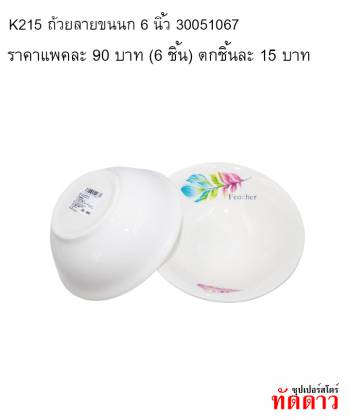 K215 ถ้วยลายขนนก 6 นิ้ว 30051067
ราคาแพคละ 90 บาท (6 ชิ้น) ตกชิ้นละ 15 บาท
Feather
ซุปเปอร์สโตร์
ทัดดาว